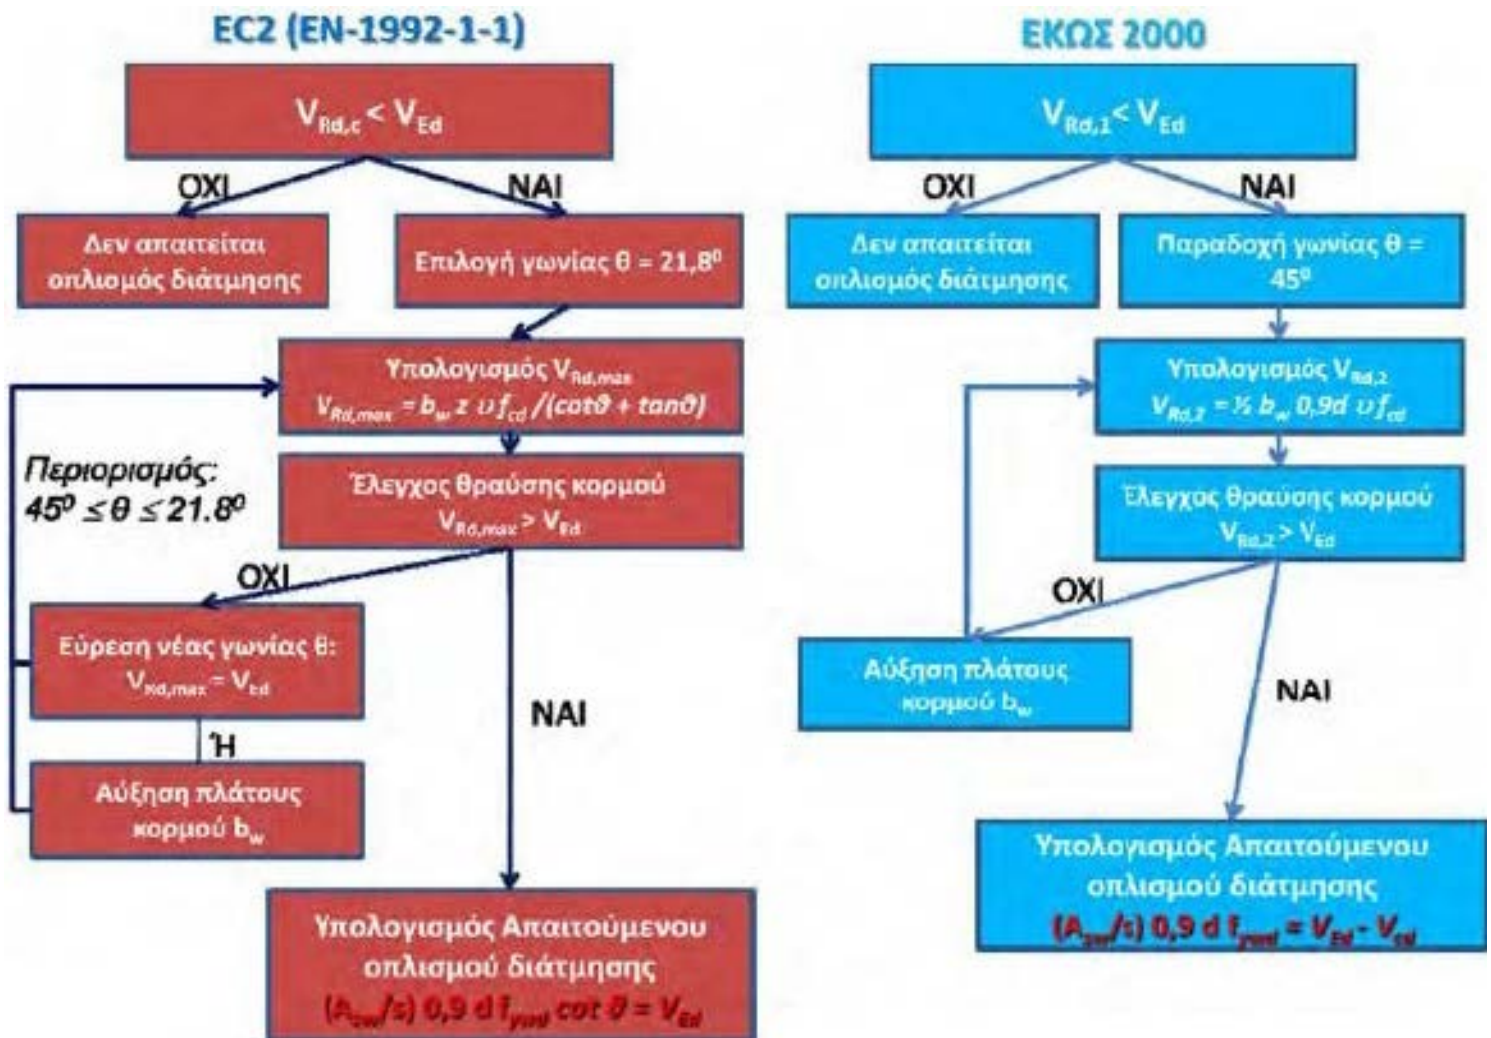 EC2 (EN-1992-1-1)
V_Rd,c < V_Ed
ΟΧΙ
ΝΑΙ
Δεν απαιτείται
οπλισμός διάτμησης
Επιλογή γωνίας θ = 21,8⁰
Υπολογισμός V_Rd,max
V_Rd,max = b_w z υ f_cd /(cotθ + tanθ)
Περιορισμός:
45⁰ ≤ θ ≤ 21.8⁰
Έλεγχος θραύσης κορμού
V_Rd,max > V_Ed
ΟΧΙ
Εύρεση νέας γωνίας θ:
V_Rd,max = V_Ed
Ή
Αύξηση πλάτους
κορμού b_w
ΝΑΙ
Υπολογισμός Απαιτούμενου
οπλισμού διάτμησης
(A_sw/s) 0,9 d f_ywd cot θ = V_Ed
ΕΚΩΣ 2000
V_Rd,1 < V_Ed
ΟΧΙ
ΝΑΙ
Δεν απαιτείται
οπλισμός διάτμησης
Παραδοχή γωνίας θ =
45⁰
Υπολογισμός V_Rd,2
V_Rd,2 = ½ b_w 0,9d υ f_cd
Έλεγχος θραύσης κορμού
V_Rd,2 > V_Ed
ΟΧΙ
Αύξηση πλάτους
κορμού b_w
ΝΑΙ
Υπολογισμός Απαιτούμενου
οπλισμού διάτμησης
(A_sw/s) 0,9 d f_ywd = V_Ed - V_cd